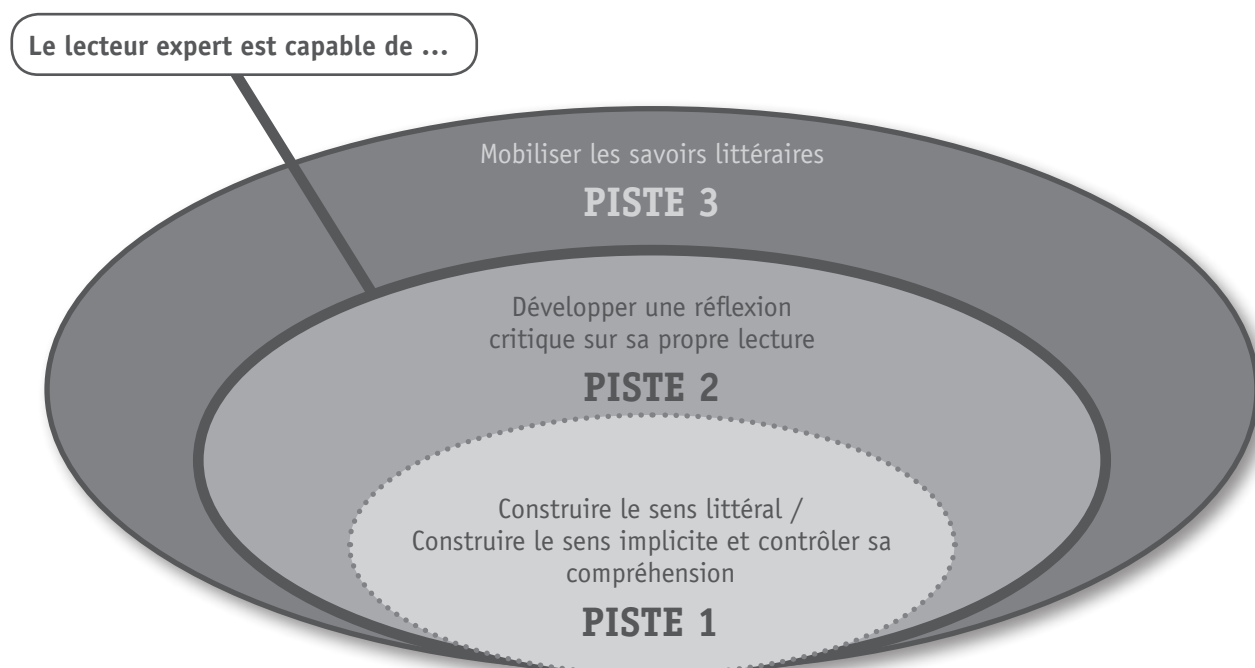 Le lecteur expert est capable de ...
Mobiliser les savoirs littéraires
PISTE 3
Développer une réflexion
critique sur sa propre lecture
PISTE 2
Construire le sens littéral /
Construire le sens implicite et contrôler sa
compréhension
PISTE 1